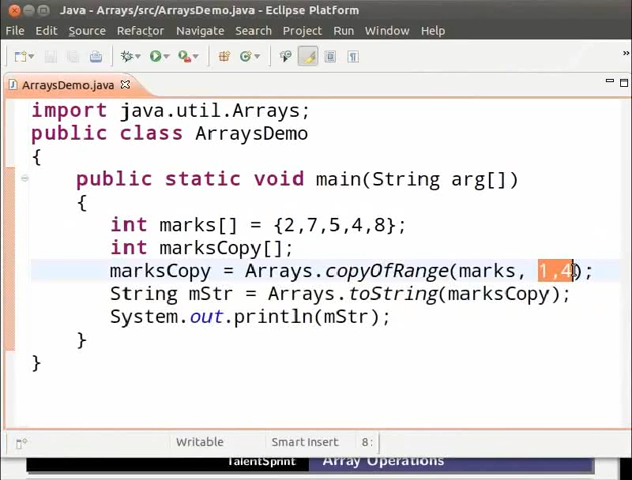 Java - Arrays/src/ArraysDemo.java - Eclipse Platform
File Edit Source Refactor Navigate Search Project Run Window Help
ArraysDemo.java
import java.util.Arrays;
public class ArraysDemo
{
public static void main(String arg[])
{
int marks[] = {2,7,5,4,8};
int marksCopy[];
marksCopy = Arrays.copyOfRange(marks, 1,4);
String mStr = Arrays.toString(marksCopy);
System.out.println(mStr);
}
}
Writable Smart Insert 8:
TalentSprint Array Operations